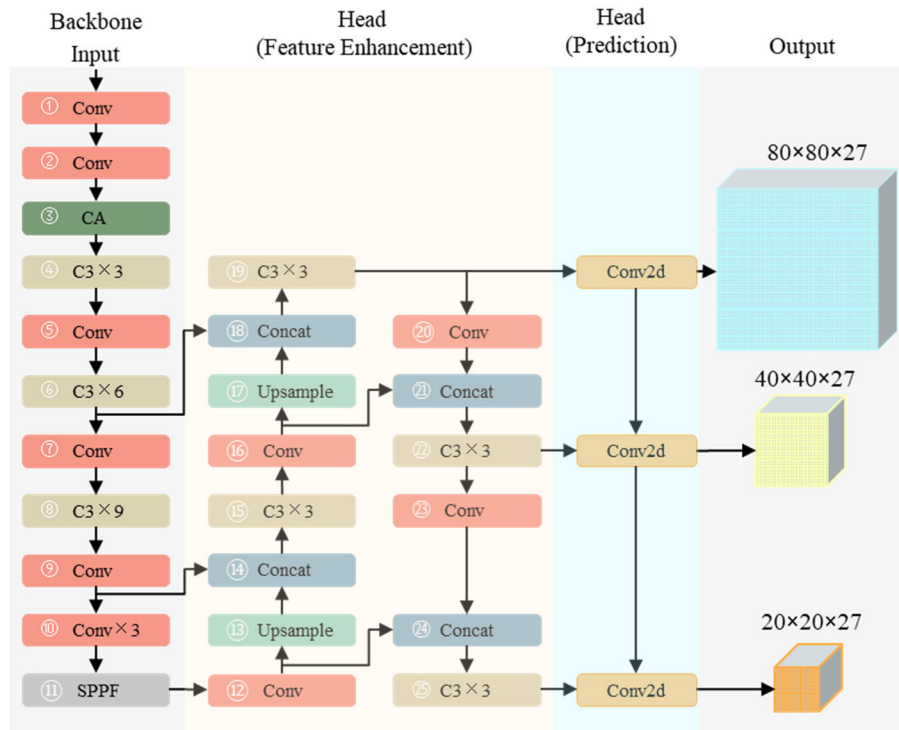 Backbone
Input
Head
(Feature Enhancement)
Head
(Prediction)
Output
① Conv
② Conv
③ CA
④ C3×3
⑤ Conv
⑥ C3×6
⑦ Conv
⑧ C3×9
⑨ Conv
⑩ Conv×3
⑪ SPPF
⑲ C3×3
⑱ Concat
⑰ Upsample
⑯ Conv
⑮ C3×3
⑭ Concat
⑬ Upsample
⑫ Conv
⑳ Conv
㉑ Concat
㉒ C3×3
㉓ Conv
㉔ Concat
㉕ C3×3
Conv2d
Conv2d
Conv2d
80×80×27
40×40×27
20×20×27